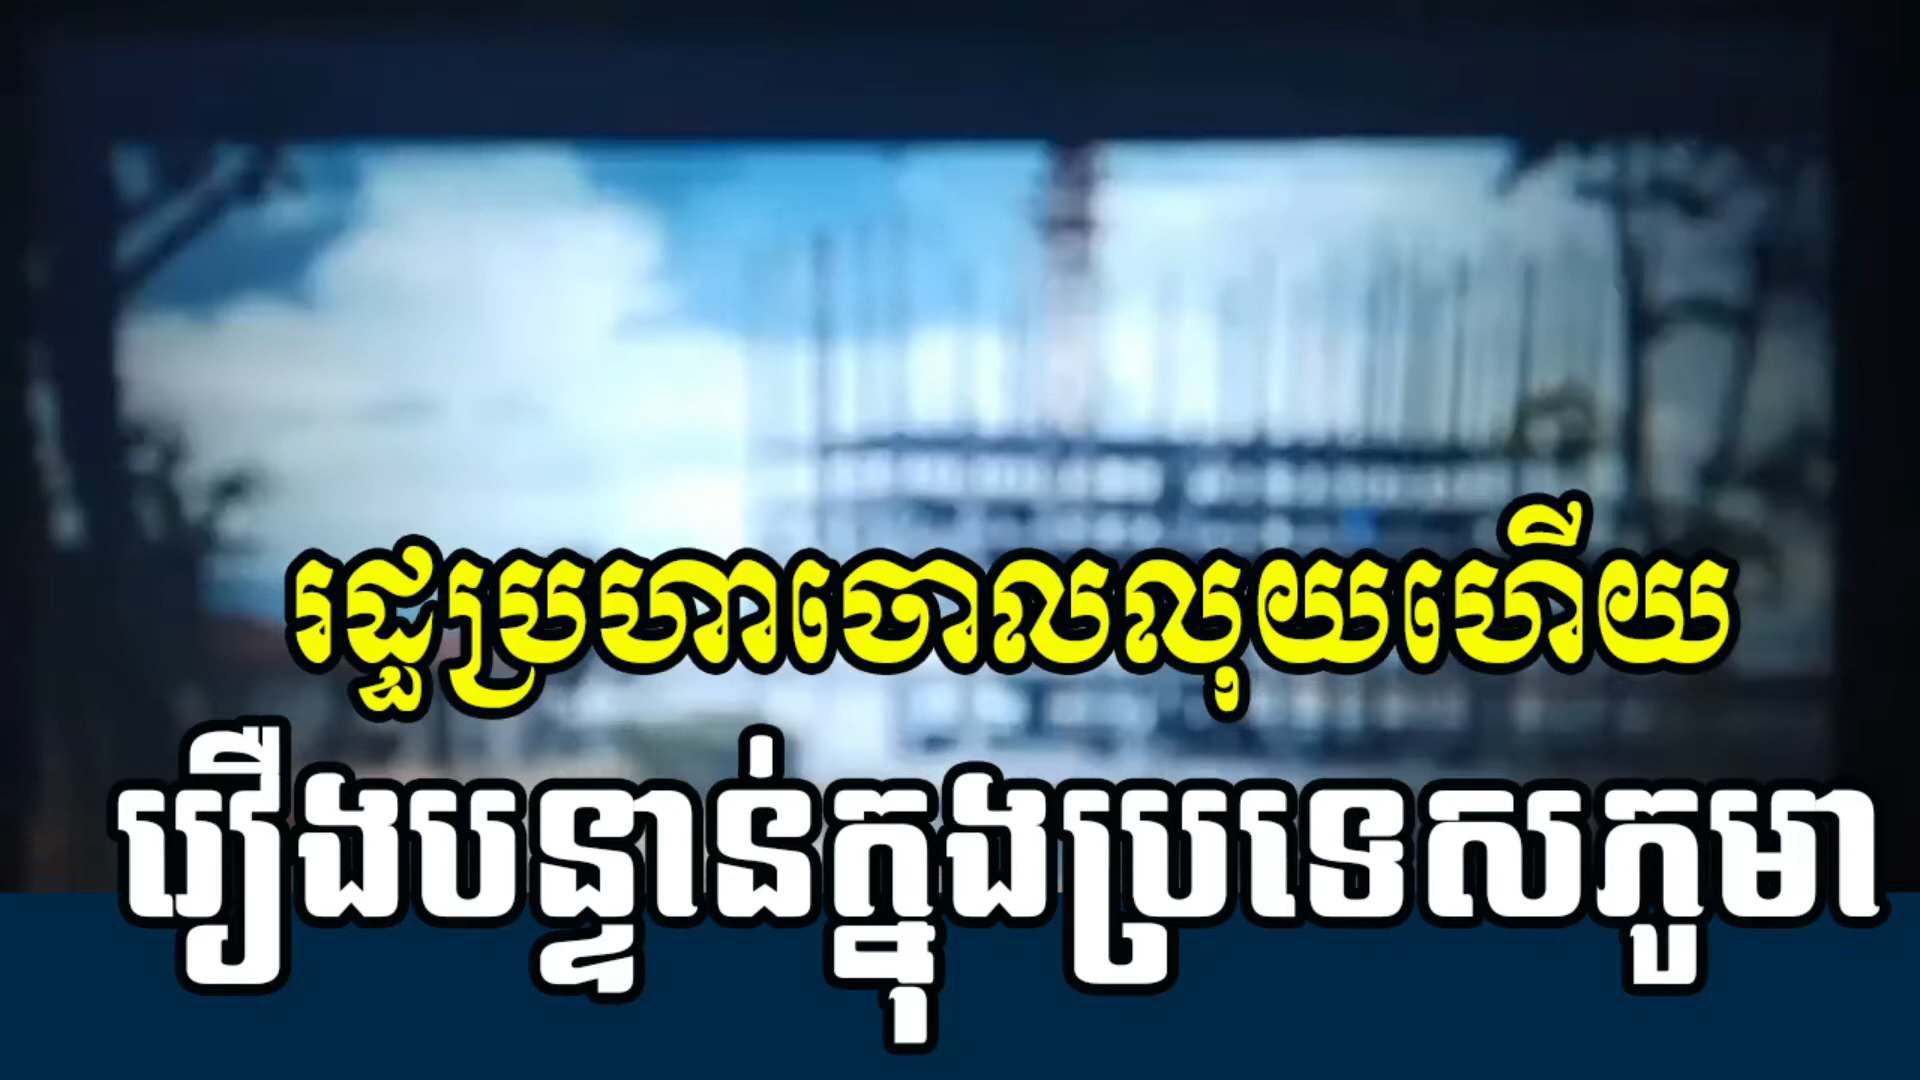 រដ្ឋប្រហាចោលលុយហើយ
រឿងបន្ទាន់ក្នុងប្រទេសភូមា